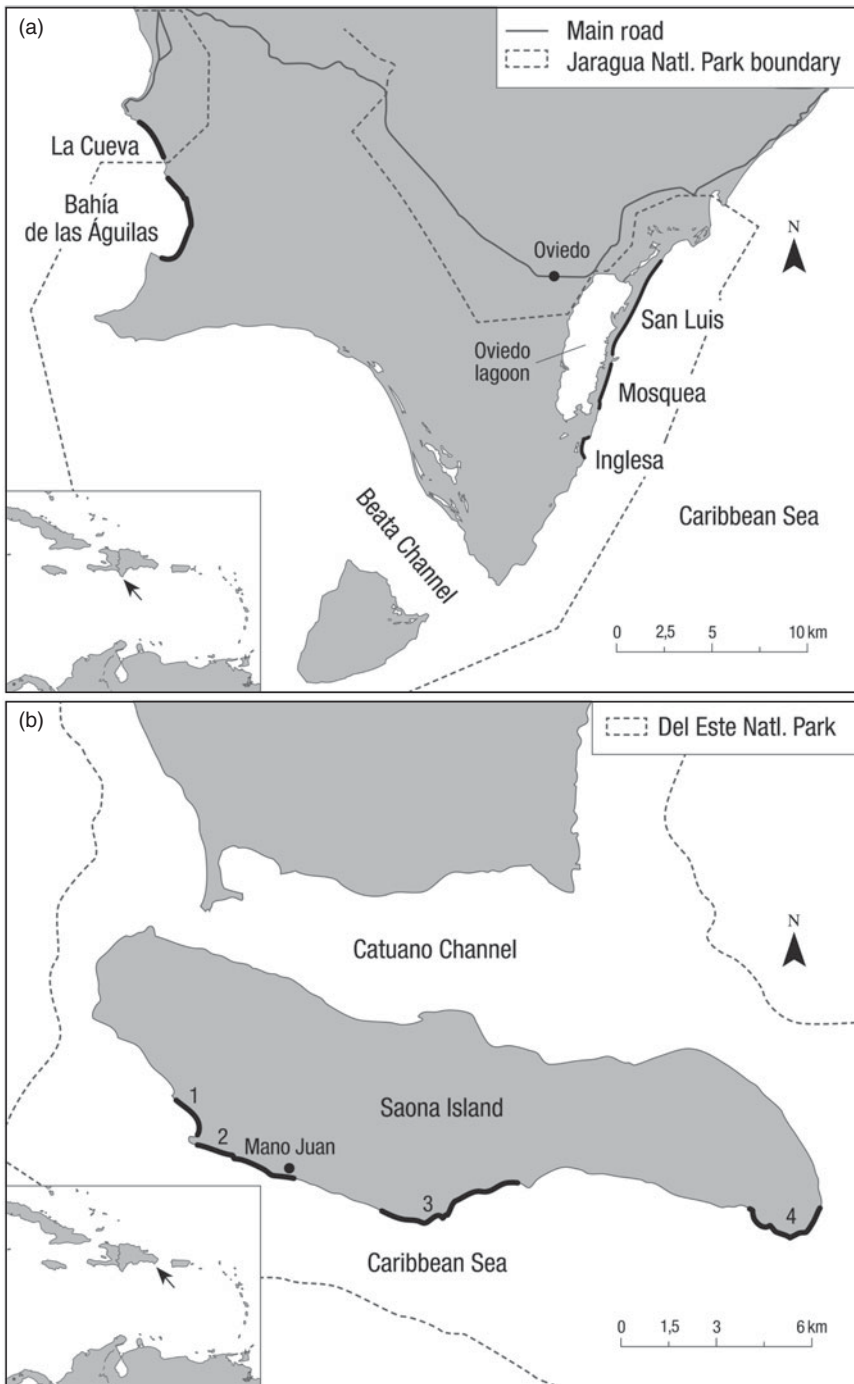 (a)
Main road
Jaragua Natl. Park boundary
La Cueva
Bahía
de las Águilas
N
Oviedo
San Luis
Oviedo
lagoon
Mosquea
Inglesa
Beata Channel
Caribbean Sea
0 2,5 5 10 km
(b)
Del Este Natl. Park
N
Catuano Channel
1
Saona Island
2
Mano Juan
3
4
Caribbean Sea
0 1,5 3 6 km